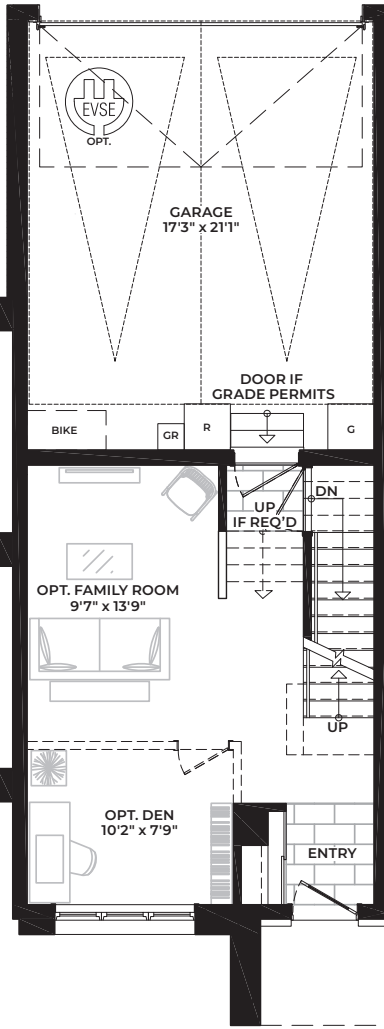 EVSE
OPT.
GARAGE
17'3" x 21'1"
DOOR IF
GRADE PERMITS
BIKE
GR
R
G
DN
UP
IF REQ'D
OPT. FAMILY ROOM
9'7" x 13'9"
UP
OPT. DEN
10'2" x 7'9"
ENTRY